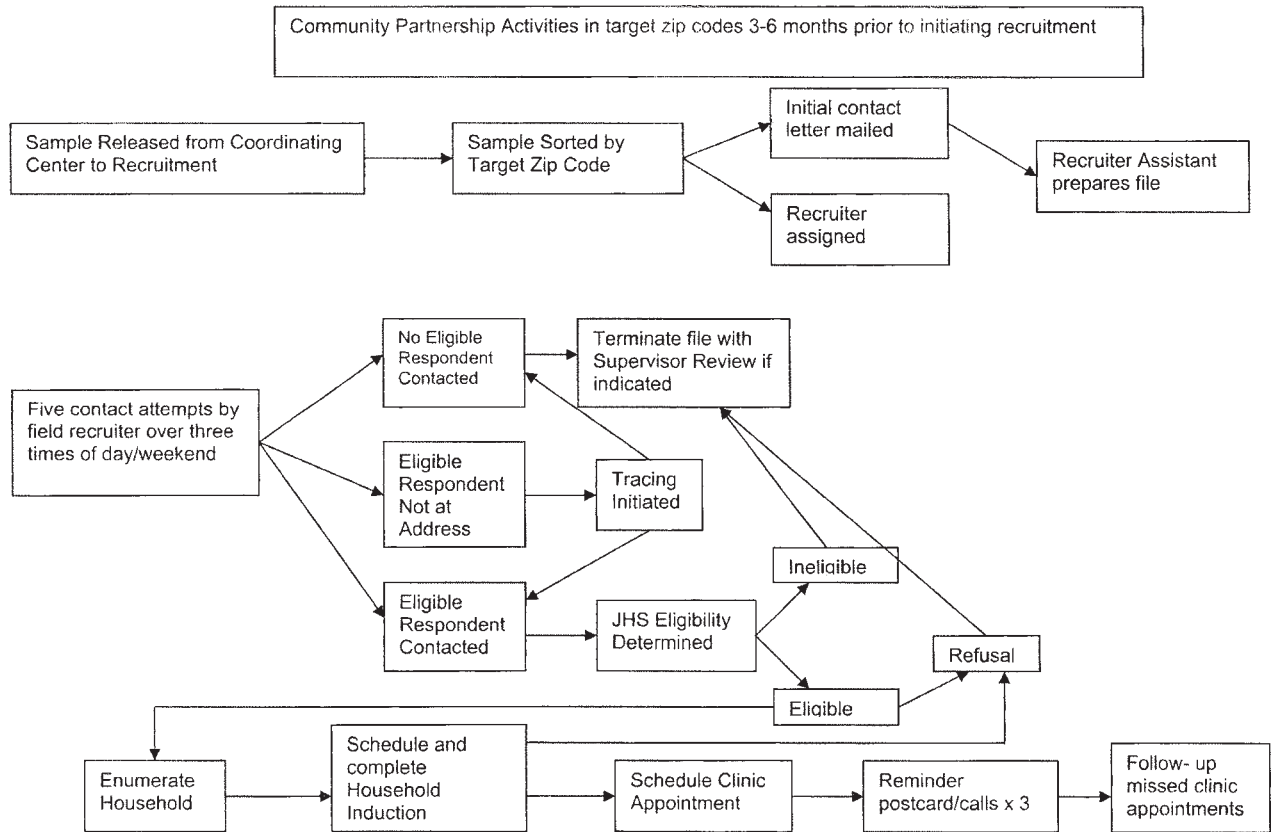 Community Partnership Activities in target zip codes 3-6 months prior to initiating recruitment
Sample Released from Coordinating
Center to Recruitment
Sample Sorted by
Target Zip Code
Initial contact
letter mailed
Recruiter
assigned
Recruiter Assistant
prepares file
Five contact attempts by
field recruiter over three
times of day/weekend
No Eligible
Respondent
Contacted
Terminate file with
Supervisor Review if
indicated
Eligible
Respondent
Not at
Address
Tracing
Initiated
Eligible
Respondent
Contacted
JHS Eligibility
Determined
Ineligible
Eligible
Refusal
Enumerate
Household
Schedule and
complete
Household
Induction
Schedule Clinic
Appointment
Reminder
postcard/calls x 3
Follow- up
missed clinic
appointments